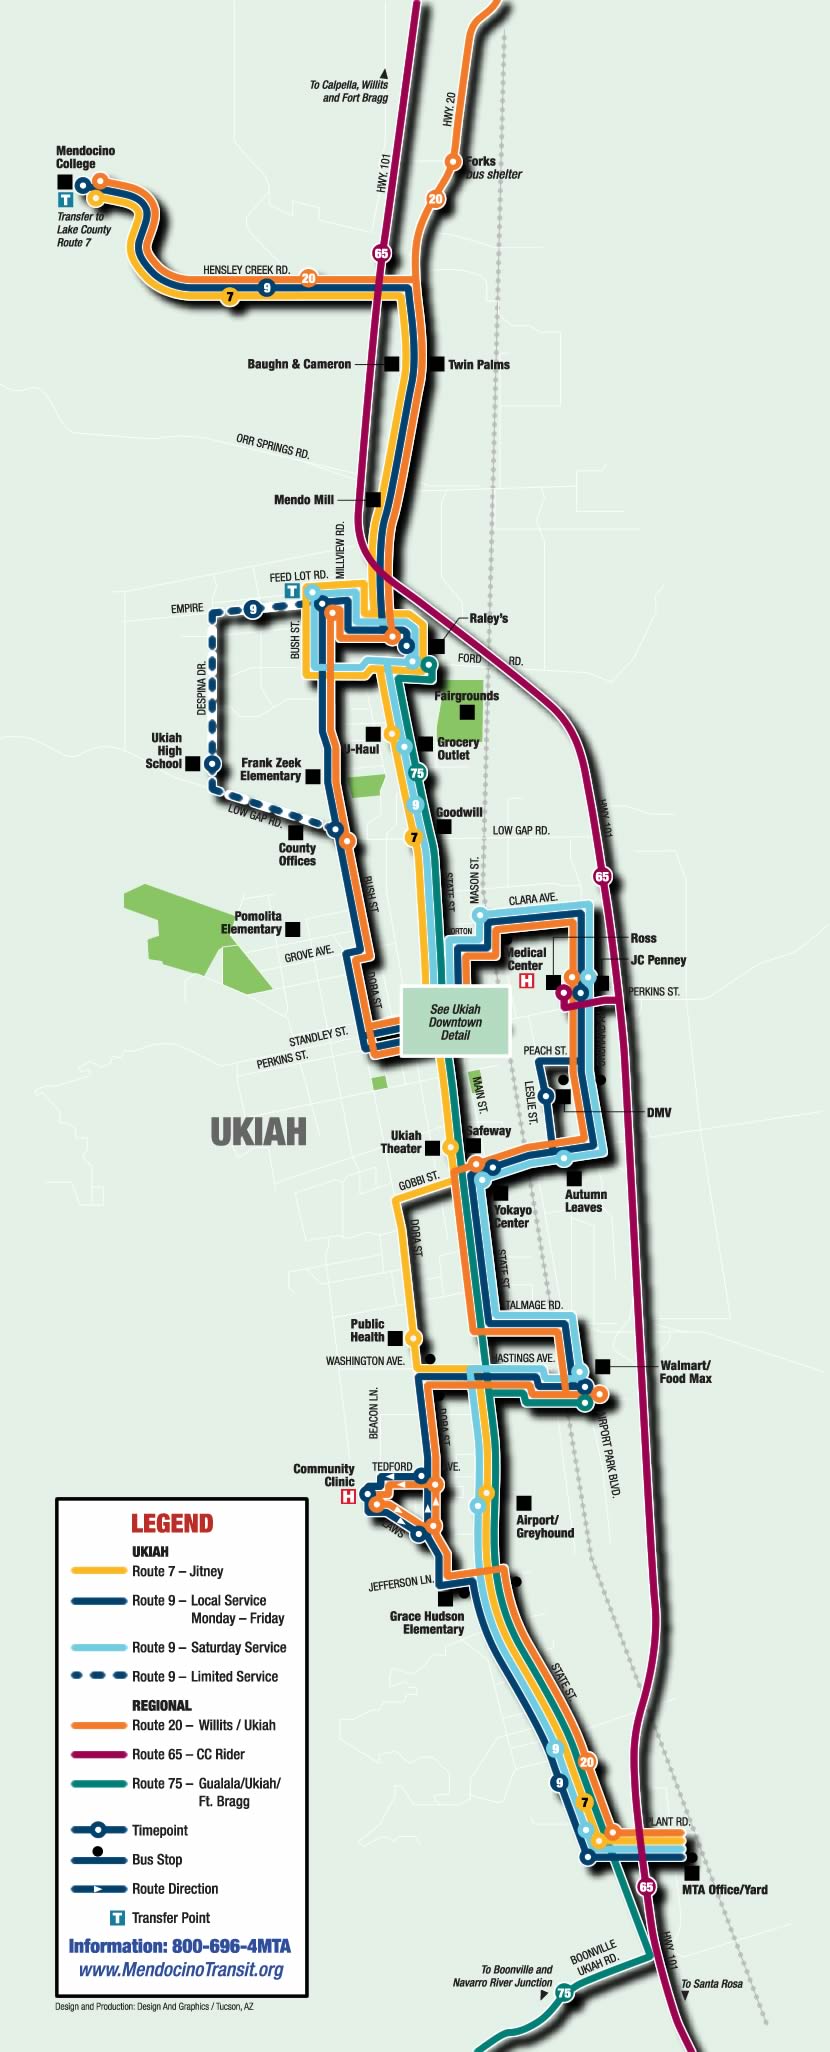 To Calpella, Willits
and Fort Bragg
HWY. 101
HWY. 20
Forks
bus shelter
20
Mendocino
College
T
Transfer to
Lake County
Route 7
65
HENSLEY CREEK RD.
20
9
7
Baughn & Cameron
Twin Palms
ORR SPRINGS RD.
Mendo Mill
MILLVIEW RD.
FEED LOT RD.
T
EMPIRE
9
BUSH ST.
Raley's
FORD RD.
DESPINA DR.
Fairgrounds
Ukiah
High
School
U-Haul
Grocery
Outlet
Frank Zeek
Elementary
75
9
Goodwill
7
LOW GAP RD.
LOW GAP RD.
County
Offices
HWY. 101
65
MASON ST.
BUSH ST.
STATE ST.
CLARA AVE.
Pomolita
Elementary
Ross
Medical
Center
H
JC Penney
GROVE AVE.
DORA ST.
PERKINS ST.
See Ukiah
Downtown
Detail
STANDLEY ST.
PERKINS ST.
PEACH ST.
MAIN ST.
LESLIE ST.
DMV
UKIAH
Ukiah
Theater
Safeway
GOBBI ST.
Autumn
Leaves
Yokayo
Center
DORA ST.
STATE ST.
TALMAGE RD.
Public
Health
WASHINGTON AVE.
HASTINGS AVE.
Walmart/
Food Max
BEACON LN.
DORA ST.
AIRPORT PARK BLVD.
Community
Clinic
H
TEDFORD AVE.
LAWS
Airport/
Greyhound
JEFFERSON LN.
Grace Hudson
Elementary
STATE ST.
9
20
9
7
PLANT RD.
MTA Office/Yard
65
HWY. 101
BOONVILLE
UKIAH RD.
To Boonville and
Navarro River Junction
75
To Santa Rosa
LEGEND
UKIAH
Route 7 – Jitney
Route 9 – Local Service
Monday – Friday
Route 9 – Saturday Service
Route 9 – Limited Service
REGIONAL
Route 20 – Willits / Ukiah
Route 65 – CC Rider
Route 75 – Gualala/Ukiah/
Ft. Bragg
Timepoint
Bus Stop
Route Direction
T Transfer Point
Information: 800-696-4MTA
www.MendocinoTransit.org
Design and Production: Design And Graphics / Tucson, AZ